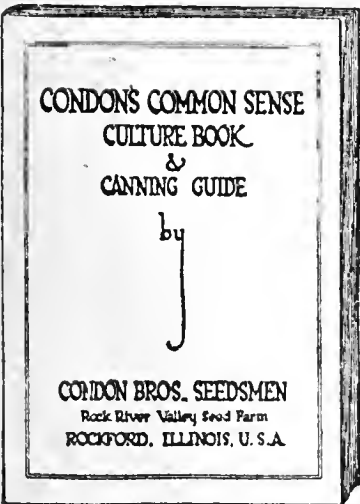 CONDON'S COMMON SENSE
CULTURE BOOK
&
CANNING GUIDE
by
CONDON BROS. SEEDSMEN
Rock River Valley Seed Farm
ROCKFORD, ILLINOIS, U.S.A.